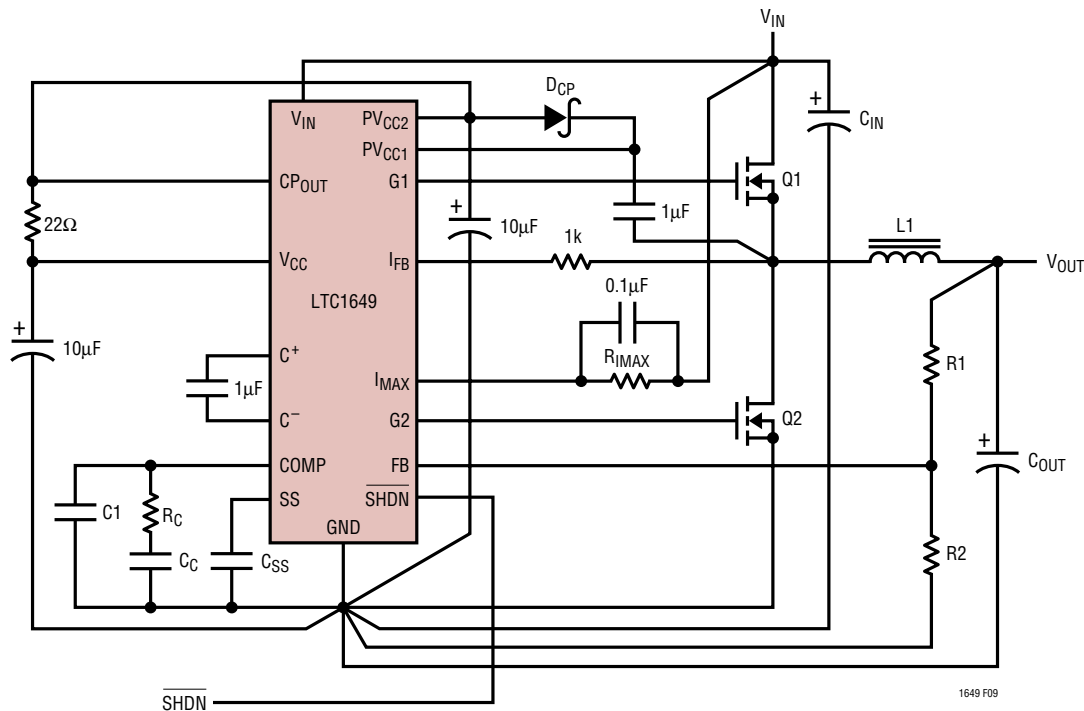 V_IN
D_CP
C_IN
V_IN
PV_CC2
PV_CC1
CP_OUT
G1
Q1
22Ω
10µF
1µF
L1
V_CC
I_FB
1k
V_OUT
LTC1649
0.1µF
10µF
C⁺
R_IMAX
R1
1µF
I_MAX
C⁻
G2
Q2
COMP
FB
C_OUT
C1
R_C
SS
SHDN
GND
C_C
C_SS
R2
SHDN
1649 F09